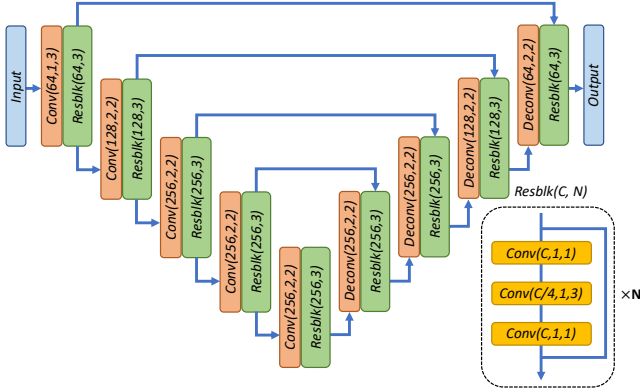 Input
Conv(64,1,3)
Resblk(64,3)
Conv(128,2,2)
Resblk(128,3)
Conv(256,2,2)
Resblk(256,3)
Conv(256,2,2)
Resblk(256,3)
Conv(256,2,2)
Resblk(256,3)
Deconv(256,2,2)
Resblk(256,3)
Deconv(256,2,2)
Resblk(256,3)
Deconv(128,2,2)
Resblk(128,3)
Deconv(64,2,2)
Resblk(64,3)
Output
Resblk(C, N)
Conv(C,1,1)
Conv(C/4,1,3)
Conv(C,1,1)
×N